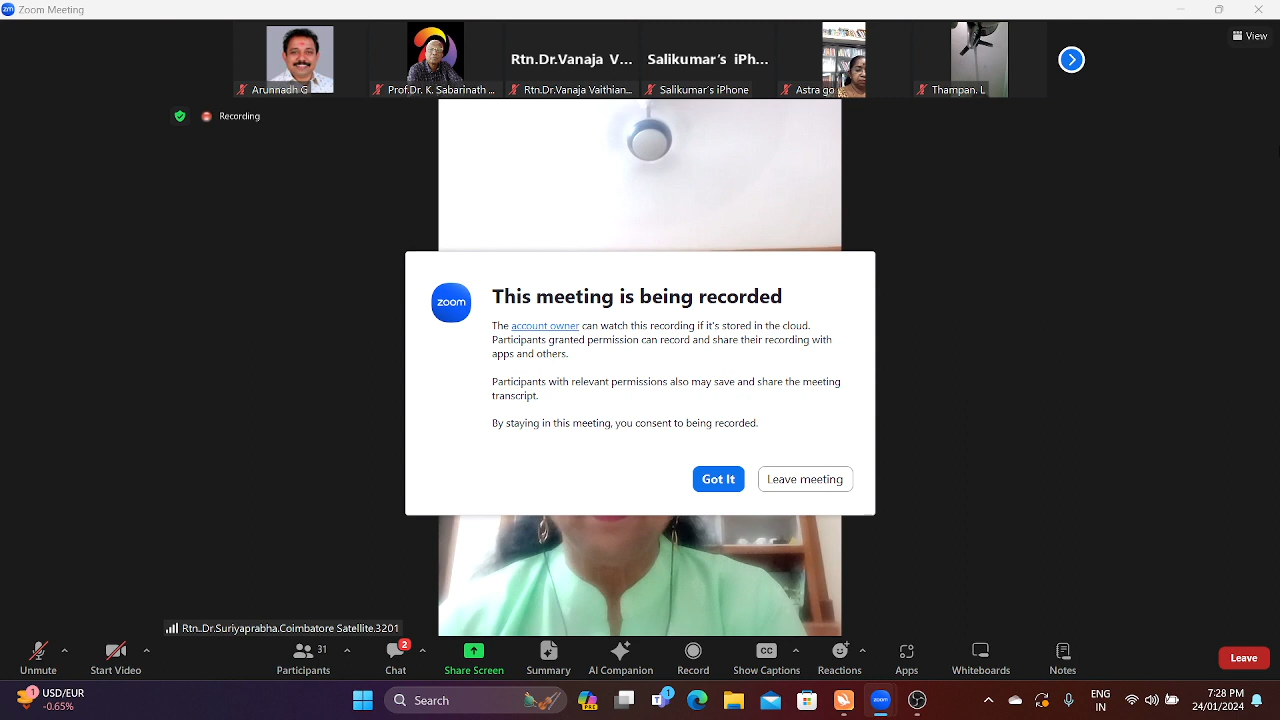 Zoom Meeting
View
Rtn.Dr.Vanaja V...
Salikumar's iPh...
Arunnadh G
Prof.Dr. K. Sabarinath ...
Rtn.Dr.Vanaja Vaithian...
Salikumar's iPhone
Astra go
Thampan. L
Recording
zoom
This meeting is being recorded
The account owner can watch this recording if it's stored in the cloud.
Participants granted permission can record and share their recording with
apps and others.
Participants with relevant permissions also may save and share the meeting
transcript.
By staying in this meeting, you consent to being recorded.
Got It
Leave meeting
Rtn..Dr.Suriyaprabha.Coimbatore Satellite.3201
Unmute
Start Video
31
Participants
2
Chat
Share Screen
Summary
AI Companion
Record
CC
Show Captions
Reactions
Apps
Whiteboards
Notes
Leave
1
USD/EUR
-0.65%
Search
PRE
1
zoom
ENG
IN
7:28 PM
24/01/2024